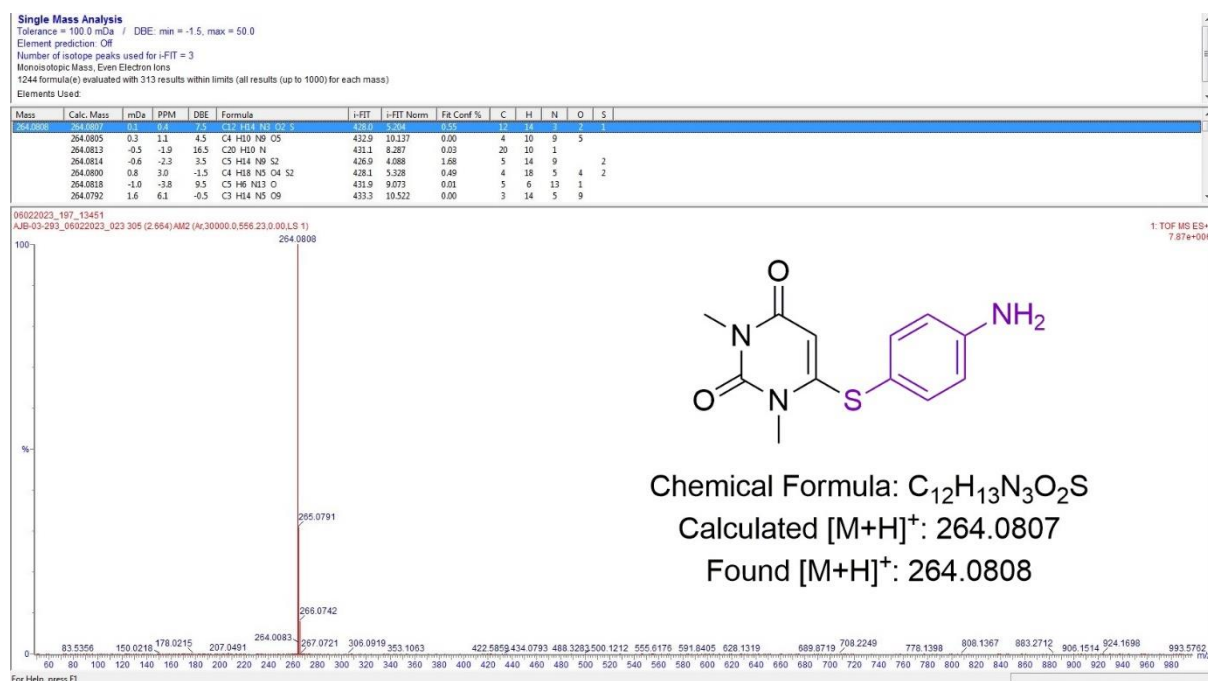 Single Mass Analysis
Tolerance = 100.0 mDa / DBE: min = -1.5, max = 50.0
Element prediction: Off
Number of isotope peaks used for i-FIT = 3
Monoisotopic Mass, Even Electron Ions
1244 formula(e) evaluated with 313 results within limits (all results (up to 1000) for each mass)
Elements Used:
Mass Calc. Mass mDa PPM DBE Formula i-FIT i-FIT Norm Fit Conf % C H N O S
264.0808 264.0807 0.1 0.4 7.5 C12 H14 N3 O2 S 428.0 5.204 0.55 12 14 3 2 1
264.0805 0.3 1.1 4.5 C4 H10 N9 O5 432.9 10.137 0.00 4 10 9 5
264.0813 -0.5 -1.9 16.5 C20 H10 N 431.1 8.287 0.03 20 10 1
264.0814 -0.6 -2.3 3.5 C5 H14 N9 S2 426.9 4.088 1.68 5 14 9 2
264.0800 0.8 3.0 -1.5 C4 H18 N5 O4 S2 428.1 5.328 0.49 4 18 5 4 2
264.0818 -1.0 -3.8 9.5 C5 H6 N13 O 431.9 9.073 0.01 5 6 13 1
264.0792 1.6 6.1 -0.5 C3 H14 N5 O9 433.3 10.522 0.00 3 14 5 9
06022023_197_13451
AJB-03-293_06022023_023 305 (2.664) AM2 (Ar,30000.0,556.23,0.00,LS 1)
1: TOF MS ES+
7.87e+006
264.0808
100
%
0
265.0791
266.0742
264.0083
267.0721
83.5356 150.0218 178.0215 207.0491 306.0919 353.1063 422.5859 434.0793 488.3283 500.1212 555.6176 591.8405 628.1319 689.8719 708.2249 778.1398 808.1367 883.2712 906.1514 924.1698 993.5762
60 80 100 120 140 160 180 200 220 240 260 280 300 320 340 360 380 400 420 440 460 480 500 520 540 560 580 600 620 640 660 680 700 720 740 760 780 800 820 840 860 880 900 920 940 960 980
m/z
O
NH₂
N
O
N
S
Chemical Formula: C₁₂H₁₃N₃O₂S
Calculated [M+H]⁺: 264.0807
Found [M+H]⁺: 264.0808
For Help, press F1